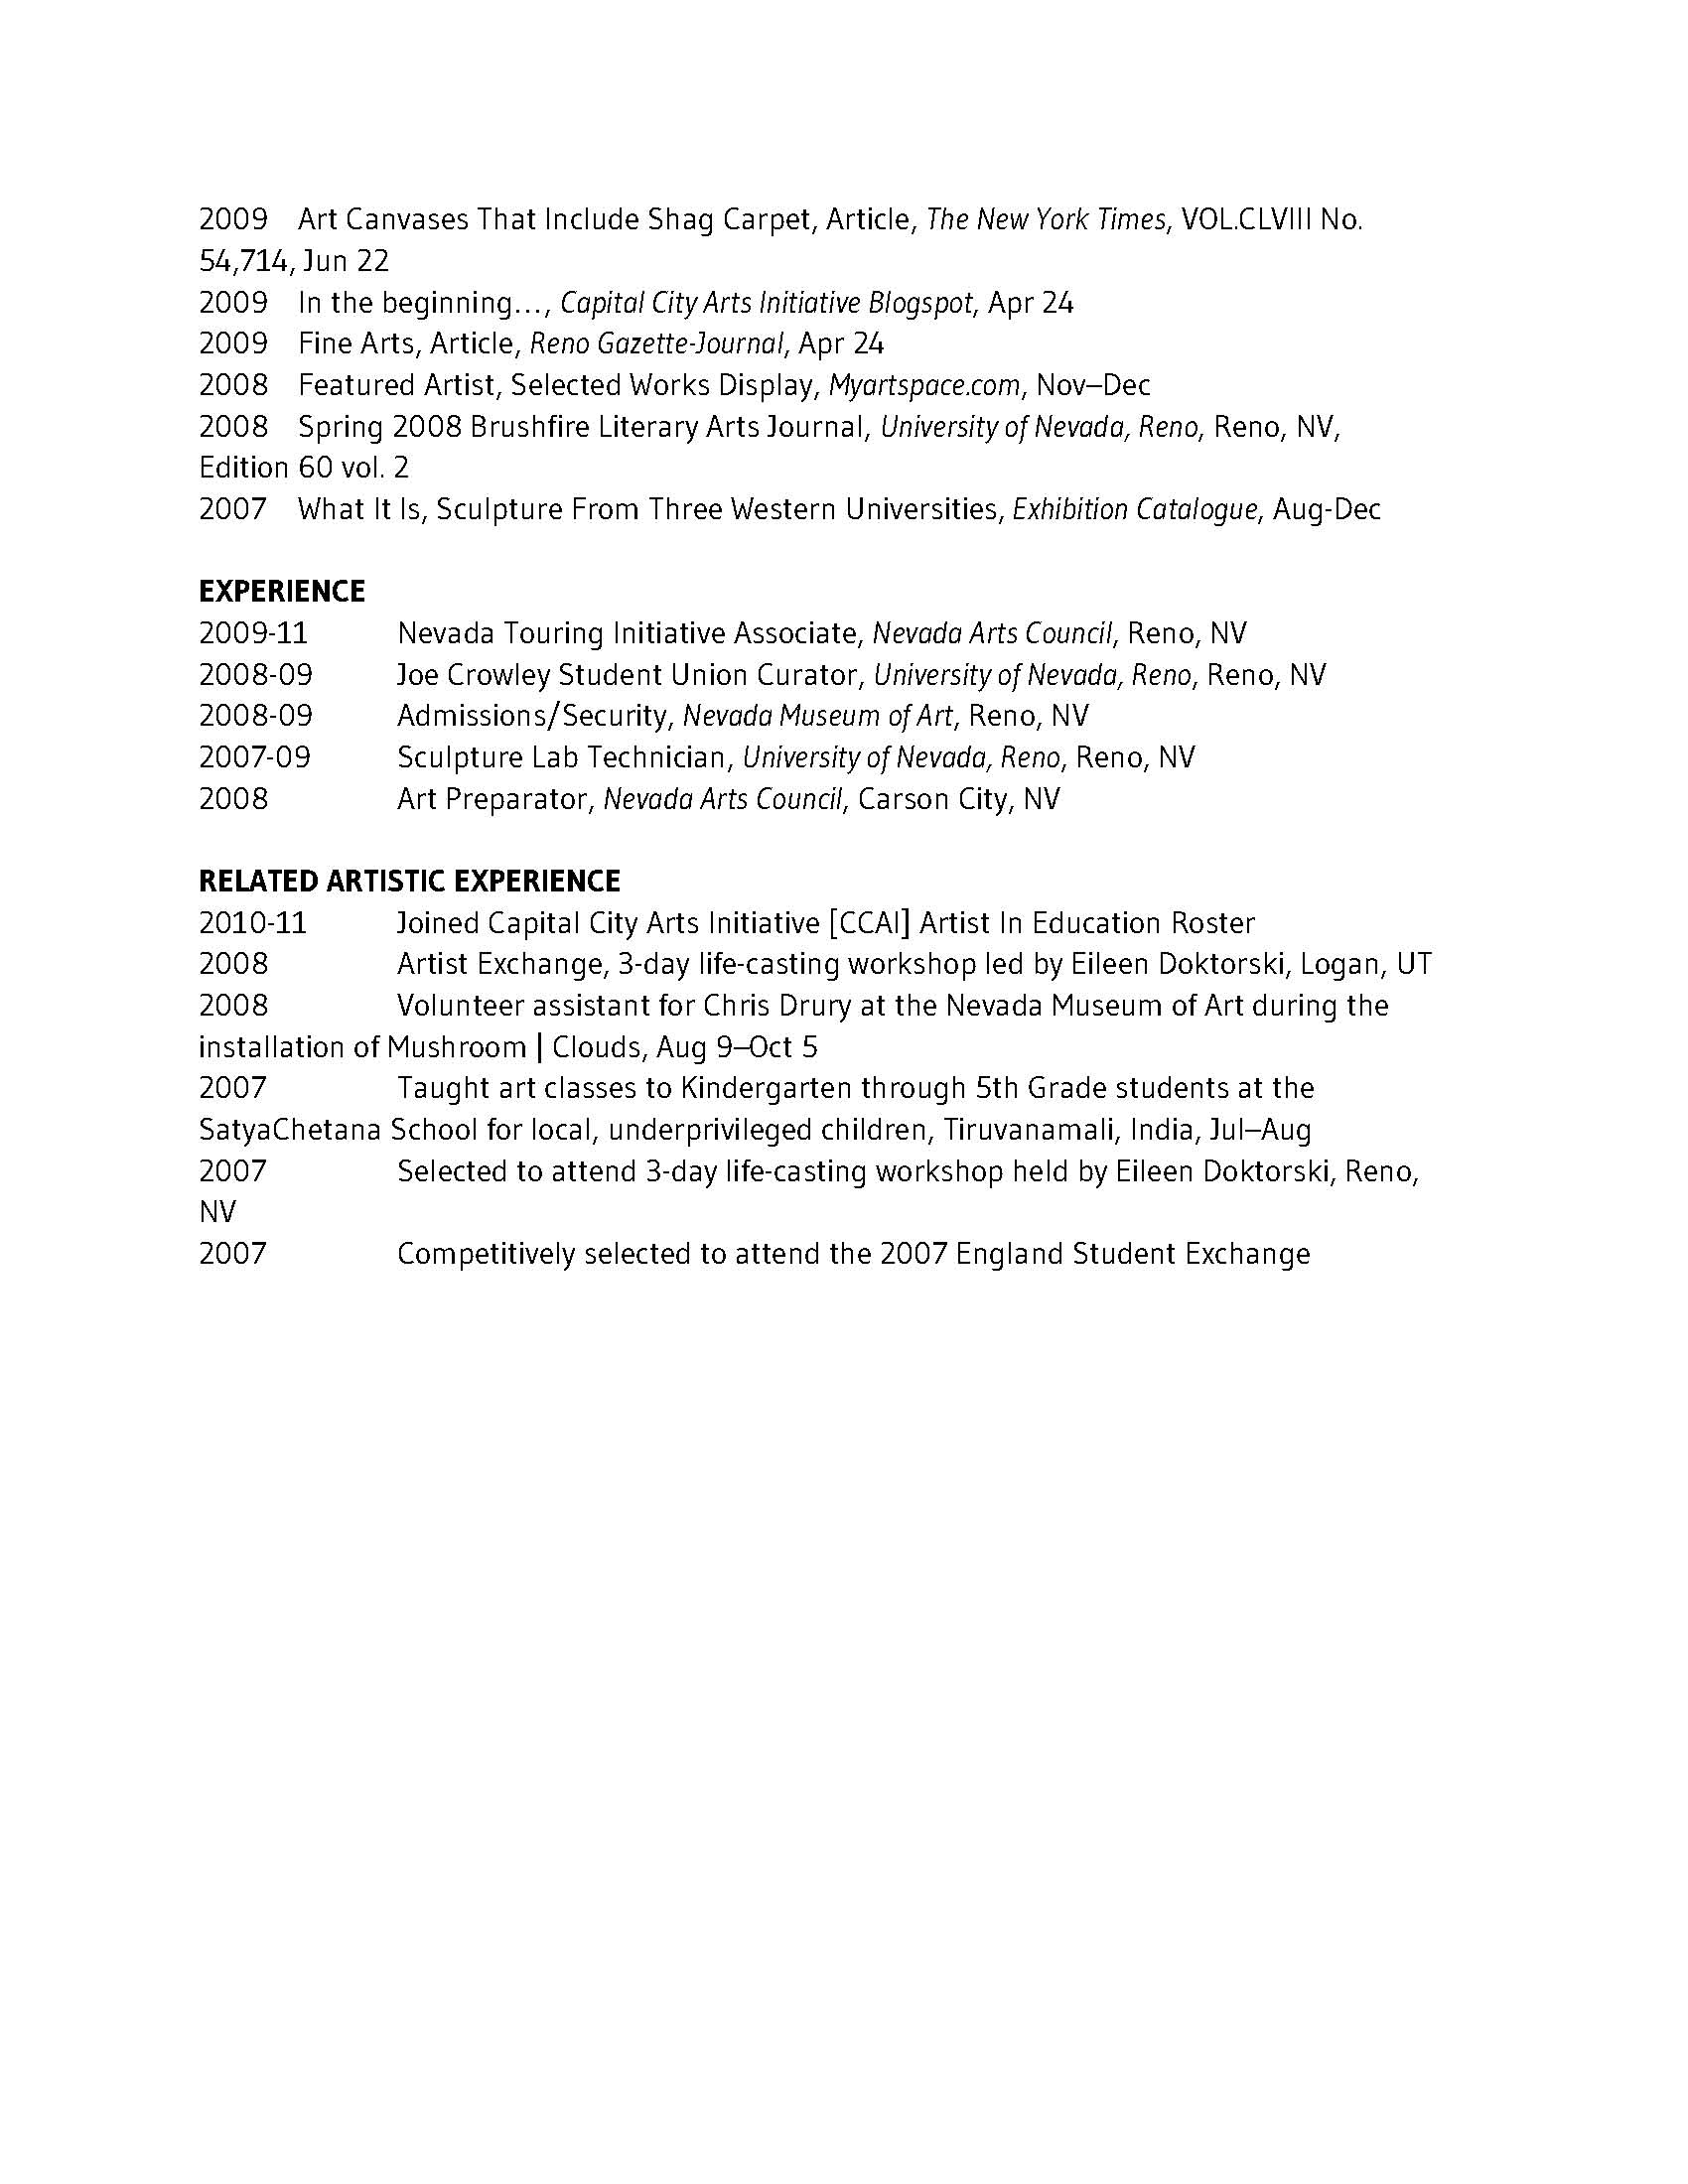 2009 Art Canvases That Include Shag Carpet, Article, The New York Times, VOL.CLVIII No.
54,714, Jun 22
2009 In the beginning…, Capital City Arts Initiative Blogspot, Apr 24
2009 Fine Arts, Article, Reno Gazette-Journal, Apr 24
2008 Featured Artist, Selected Works Display, Myartspace.com, Nov–Dec
2008 Spring 2008 Brushfire Literary Arts Journal, University of Nevada, Reno, Reno, NV,
Edition 60 vol. 2
2007 What It Is, Sculpture From Three Western Universities, Exhibition Catalogue, Aug-Dec
EXPERIENCE
2009-11 Nevada Touring Initiative Associate, Nevada Arts Council, Reno, NV
2008-09 Joe Crowley Student Union Curator, University of Nevada, Reno, Reno, NV
2008-09 Admissions/Security, Nevada Museum of Art, Reno, NV
2007-09 Sculpture Lab Technician, University of Nevada, Reno, Reno, NV
2008 Art Preparator, Nevada Arts Council, Carson City, NV
RELATED ARTISTIC EXPERIENCE
2010-11 Joined Capital City Arts Initiative [CCAI] Artist In Education Roster
2008 Artist Exchange, 3-day life-casting workshop led by Eileen Doktorski, Logan, UT
2008 Volunteer assistant for Chris Drury at the Nevada Museum of Art during the
installation of Mushroom | Clouds, Aug 9–Oct 5
2007 Taught art classes to Kindergarten through 5th Grade students at the
SatyaChetana School for local, underprivileged children, Tiruvanamali, India, Jul–Aug
2007 Selected to attend 3-day life-casting workshop held by Eileen Doktorski, Reno,
NV
2007 Competitively selected to attend the 2007 England Student Exchange